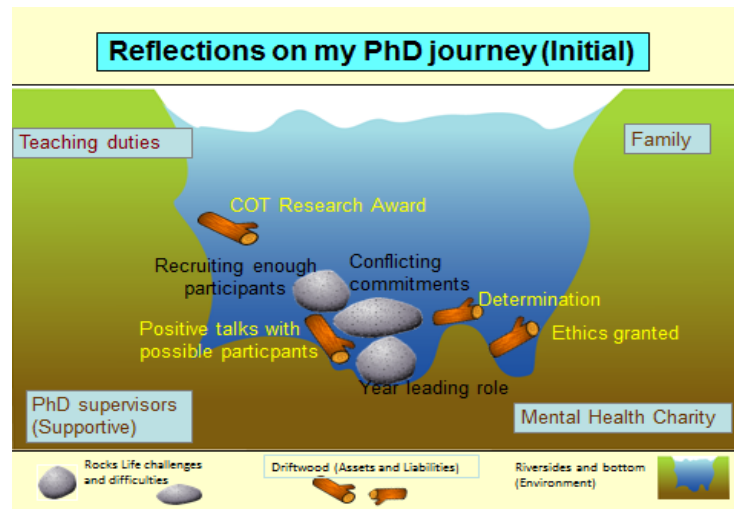 Reflections on my PhD journey (Initial)
Teaching duties
Family
COT Research Award
Recruiting enough
participants
Conflicting
commitments
Determination
Positive talks with
possible particpants
Ethics granted
Year leading role
PhD supervisors
(Supportive)
Mental Health Charity
Rocks Life challenges
and difficulties
Driftwood (Assets and Liabilities)
Riversides and bottom
(Environment)